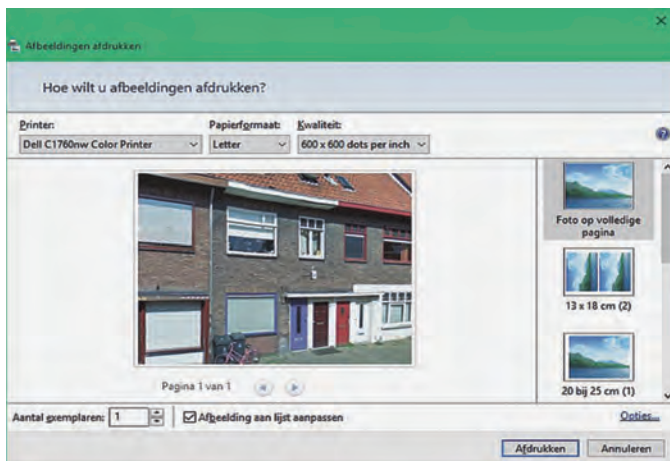 Afbeeldingen afdrukken
Hoe wilt u afbeeldingen afdrukken?
Printer: Papierformaat: Kwaliteit:
Dell C1760nw Color Printer Letter 600 x 600 dots per inch
Foto op volledige
pagina
13 x 18 cm (2)
20 bij 25 cm (1)
Pagina 1 van 1
Aantal exemplaren: 1 Afbeelding aan lijst aanpassen Opties...
Afdrukken Annuleren